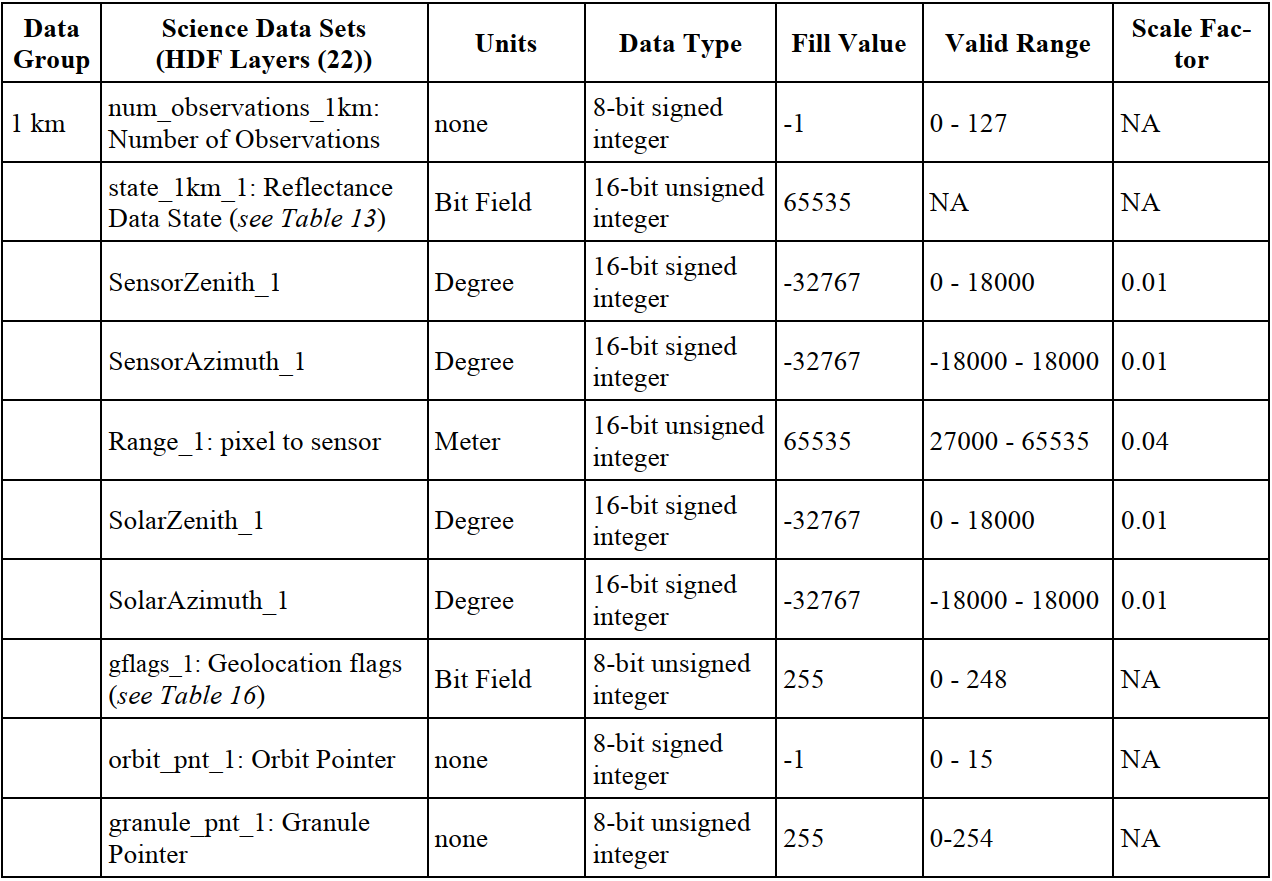 Data Group | Science Data Sets (HDF Layers (22)) | Units | Data Type | Fill Value | Valid Range | Scale Fac-tor
1 km | num_observations_1km: Number of Observations | none | 8-bit signed integer | -1 | 0 - 127 | NA
state_1km_1: Reflectance Data State (see Table 13) | Bit Field | 16-bit unsigned integer | 65535 | NA | NA
SensorZenith_1 | Degree | 16-bit signed integer | -32767 | 0 - 18000 | 0.01
SensorAzimuth_1 | Degree | 16-bit signed integer | -32767 | -18000 - 18000 | 0.01
Range_1: pixel to sensor | Meter | 16-bit unsigned integer | 65535 | 27000 - 65535 | 0.04
SolarZenith_1 | Degree | 16-bit signed integer | -32767 | 0 - 18000 | 0.01
SolarAzimuth_1 | Degree | 16-bit signed integer | -32767 | -18000 - 18000 | 0.01
gflags_1: Geolocation flags (see Table 16) | Bit Field | 8-bit unsigned integer | 255 | 0 - 248 | NA
orbit_pnt_1: Orbit Pointer | none | 8-bit signed integer | -1 | 0 - 15 | NA
granule_pnt_1: Granule Pointer | none | 8-bit unsigned integer | 255 | 0-254 | NA